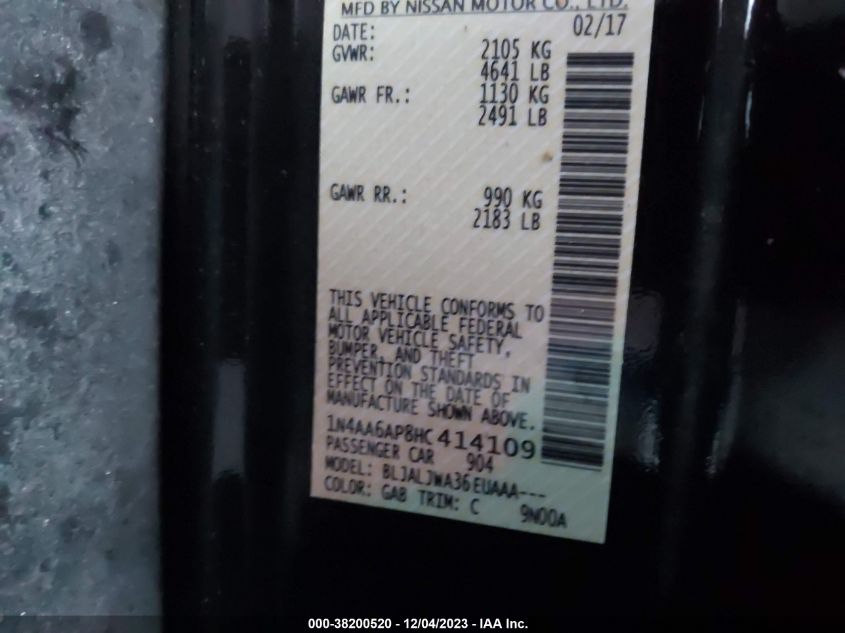 MFD BY NISSAN MOTOR CO., LTD.
DATE: 02/17
GVWR: 2105 KG
4641 LB
GAWR FR.: 1130 KG
2491 LB
GAWR RR.: 990 KG
2183 LB
THIS VEHICLE CONFORMS TO
ALL APPLICABLE FEDERAL
MOTOR VEHICLE SAFETY,
BUMPER, AND THEFT
PREVENTION STANDARDS IN
EFFECT ON THE DATE OF
MANUFACTURE SHOWN ABOVE.
1N4AA6AP8HC414109
PASSENGER CAR 904
MODEL: BLJALJWA36EUAAA---
COLOR: GAB TRIM: C 9N00A
000-38200520 - 12/04/2023 - IAA Inc.